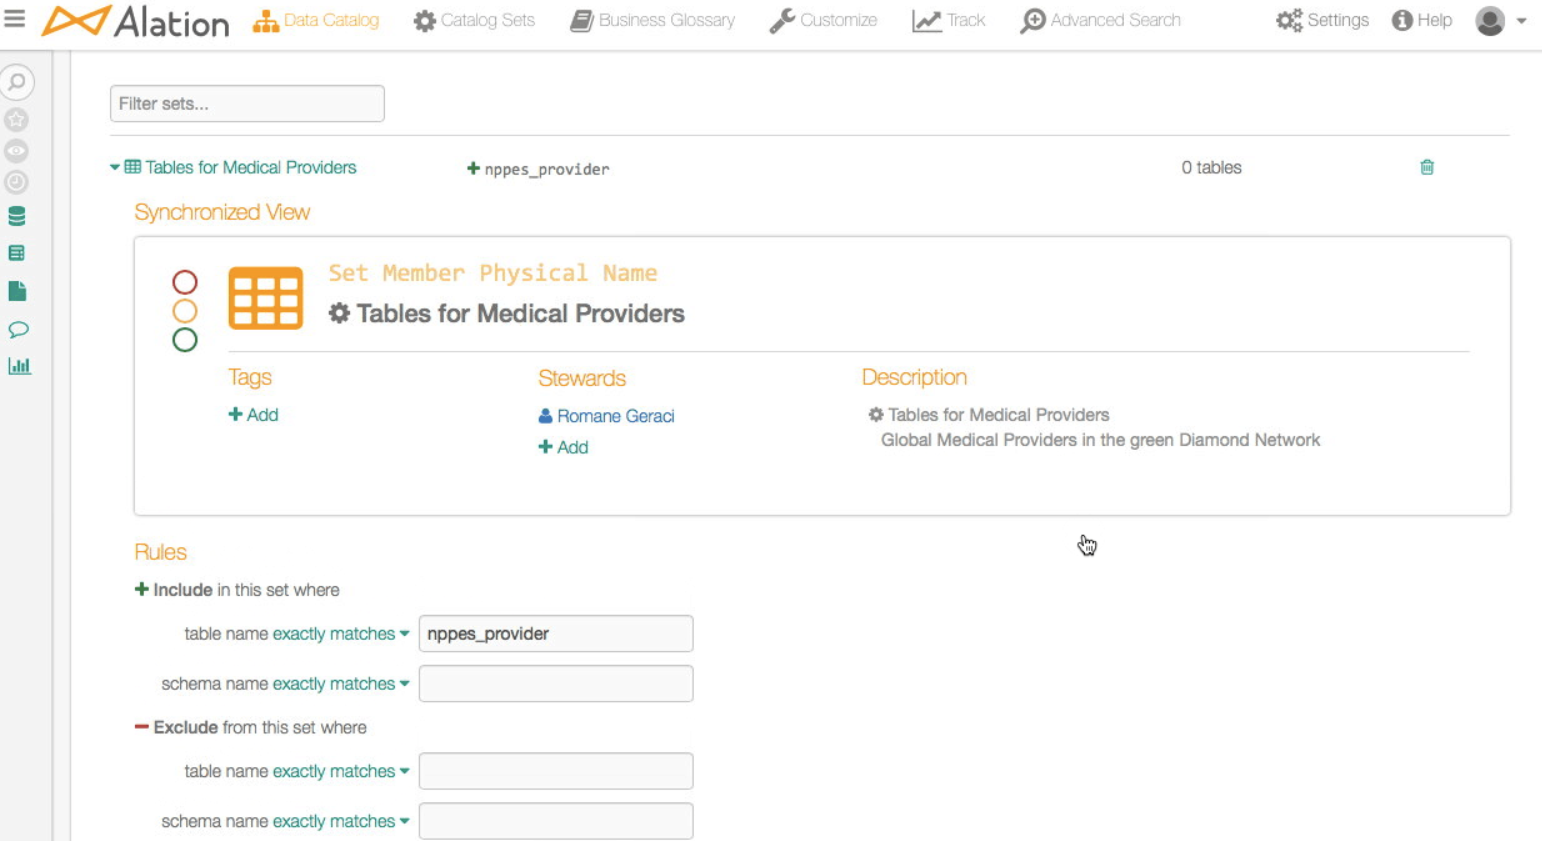 Alation Data Catalog Catalog Sets Business Glossary Customize Track Advanced Search Settings Help
Filter sets...
Tables for Medical Providers nppes_provider 0 tables
Synchronized View
Set Member Physical Name
Tables for Medical Providers
Tags Stewards Description
Add Romane Geraci Tables for Medical Providers
Add Global Medical Providers in the green Diamond Network
Rules
Include in this set where
table name exactly matches nppes_provider
schema name exactly matches
Exclude from this set where
table name exactly matches
schema name exactly matches